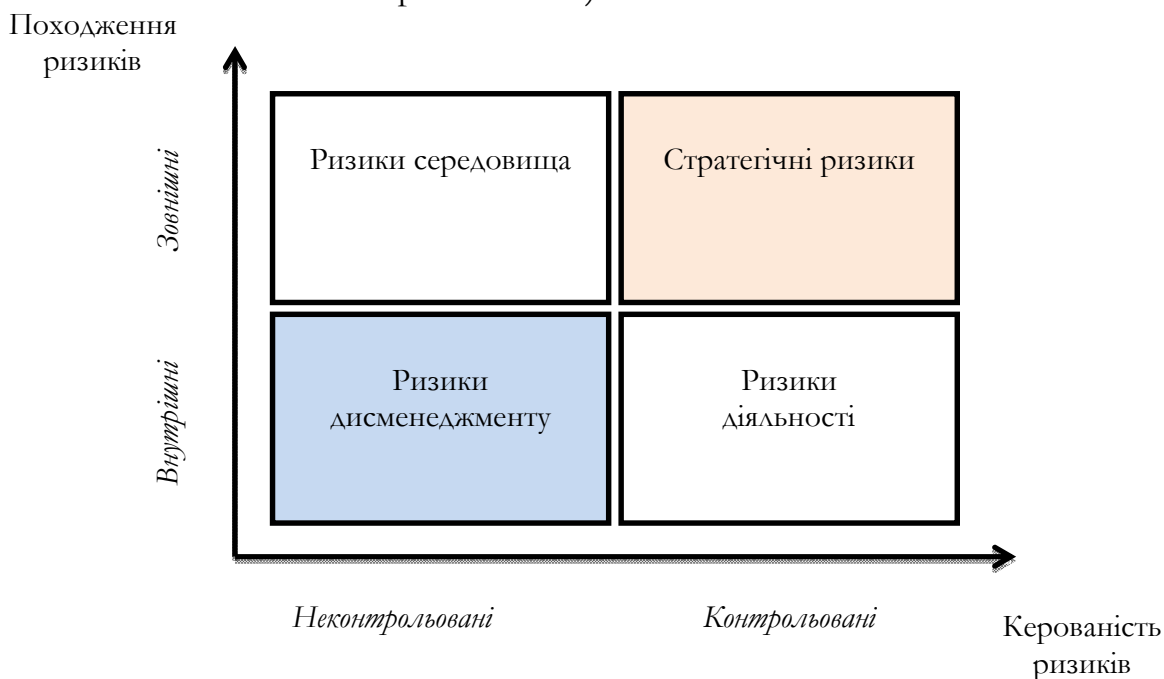 Походження
ризиків
Зовнішні
Ризики середовища
Стратегічні ризики
Внутрішні
Ризики
дисменеджменту
Ризики
діяльності
Неконтрольовані
Контрольовані
Керованість
ризиків